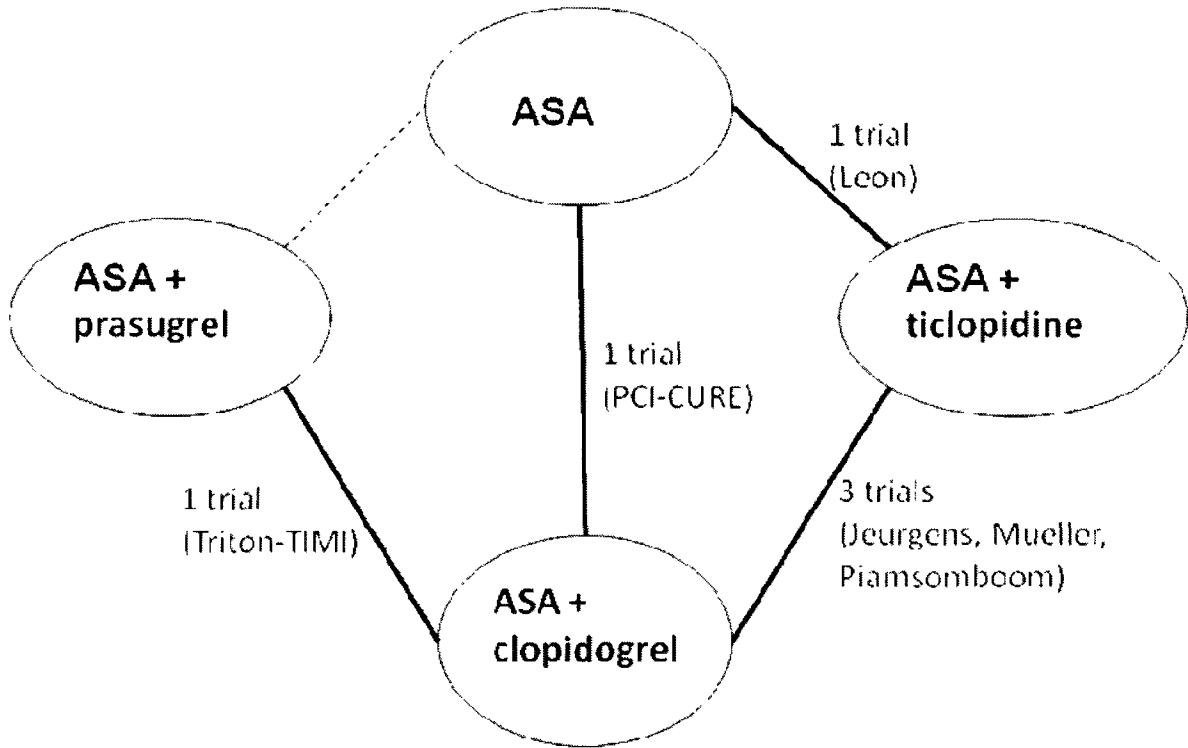 ASA
1 trial
(Leon)
ASA +
prasugrel
ASA +
ticlopidine
1 trial
(PCI-CURE)
1 trial
(Triton-TIMI)
3 trials
(Jeurgens, Mueller,
Piamsomboom)
ASA +
clopidogrel